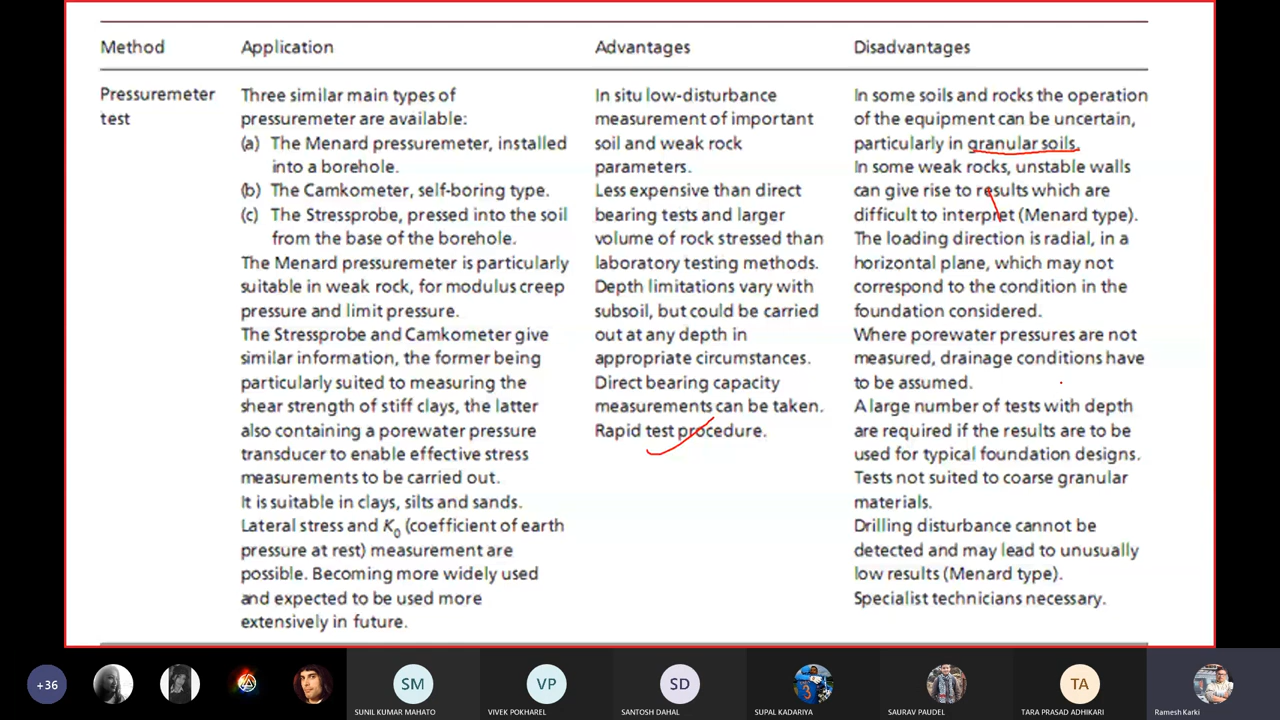 Method Application Advantages Disadvantages
Pressuremeter
test
Three similar main types of
pressuremeter are available:
(a) The Menard pressuremeter, installed
into a borehole.
(b) The Camkometer, self-boring type.
(c) The Stressprobe, pressed into the soil
from the base of the borehole.
The Menard pressuremeter is particularly
suitable in weak rock, for modulus creep
pressure and limit pressure.
The Stressprobe and Camkometer give
similar information, the former being
particularly suited to measuring the
shear strength of stiff clays, the latter
also containing a porewater pressure
transducer to enable effective stress
measurements to be carried out.
It is suitable in clays, silts and sands.
Lateral stress and K0 (coefficient of earth
pressure at rest) measurement are
possible. Becoming more widely used
and expected to be used more
extensively in future.
In situ low-disturbance
measurement of important
soil and weak rock
parameters.
Less expensive than direct
bearing tests and larger
volume of rock stressed than
laboratory testing methods.
Depth limitations vary with
subsoil, but could be carried
out at any depth in
appropriate circumstances.
Direct bearing capacity
measurements can be taken.
Rapid test procedure.
In some soils and rocks the operation
of the equipment can be uncertain,
particularly in granular soils.
In some weak rocks, unstable walls
can give rise to results which are
difficult to interpret (Menard type).
The loading direction is radial, in a
horizontal plane, which may not
correspond to the condition in the
foundation considered.
Where porewater pressures are not
measured, drainage conditions have
to be assumed.
A large number of tests with depth
are required if the results are to be
used for typical foundation designs.
Tests not suited to coarse granular
materials.
Drilling disturbance cannot be
detected and may lead to unusually
low results (Menard type).
Specialist technicians necessary.
+36 SM VP SD 3 TA
SUNIL KUMAR MAHATO VIVEK POKHAREL SANTOSH DAHAL SUPAL KADARIYA SAURAV PAUDEL TARA PRASAD ADHIKARI Ramesh Karki